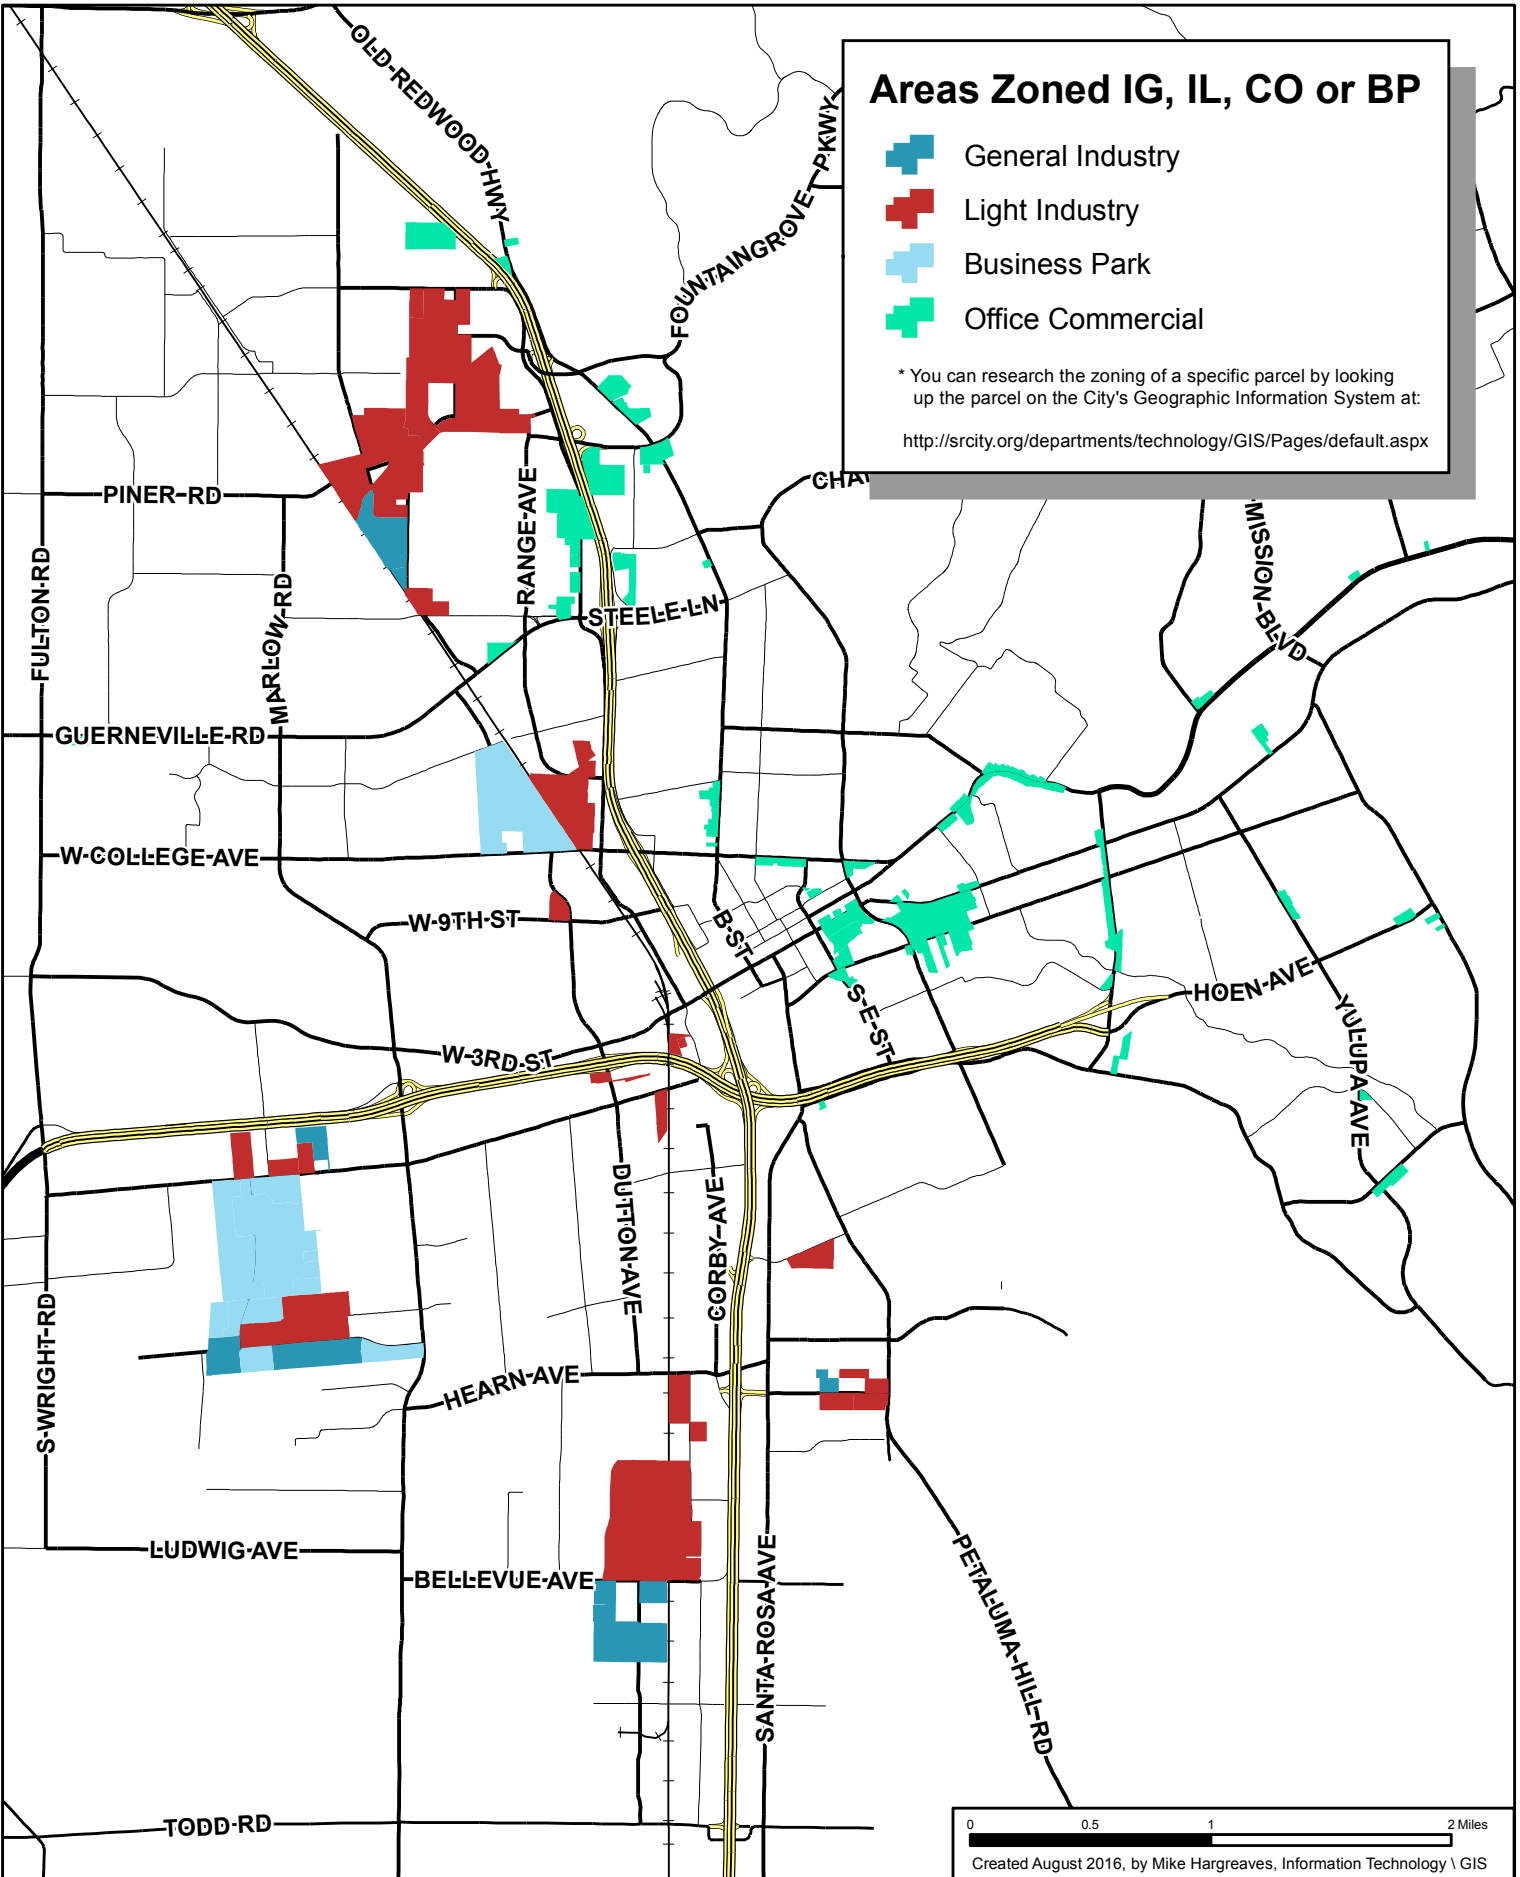 Areas Zoned IG, IL, CO or BP
General Industry
Light Industry
Business Park
Office Commercial
* You can research the zoning of a specific parcel by looking
up the parcel on the City's Geographic Information System at:
http://srcity.org/departments/technology/GIS/Pages/default.aspx
OLD REDWOOD HWY
FOUNTAINGROVE PKWY
CHA
PINER RD
RANGE AVE
MISSION BLVD
FULTON RD
MARLOW RD
STEELE LN
GUERNEVILLE RD
W COLLEGE AVE
W 9TH ST
B ST
S E ST
HOEN AVE
YULUPA AVE
W 3RD ST
DUTTON AVE
CORBY AVE
S WRIGHT RD
HEARN AVE
LUDWIG AVE
BELLEVUE AVE
SANTA ROSA AVE
PETALUMA HILL RD
TODD RD
0 0.5 1 2 Miles
Created August 2016, by Mike Hargreaves, Information Technology \ GIS